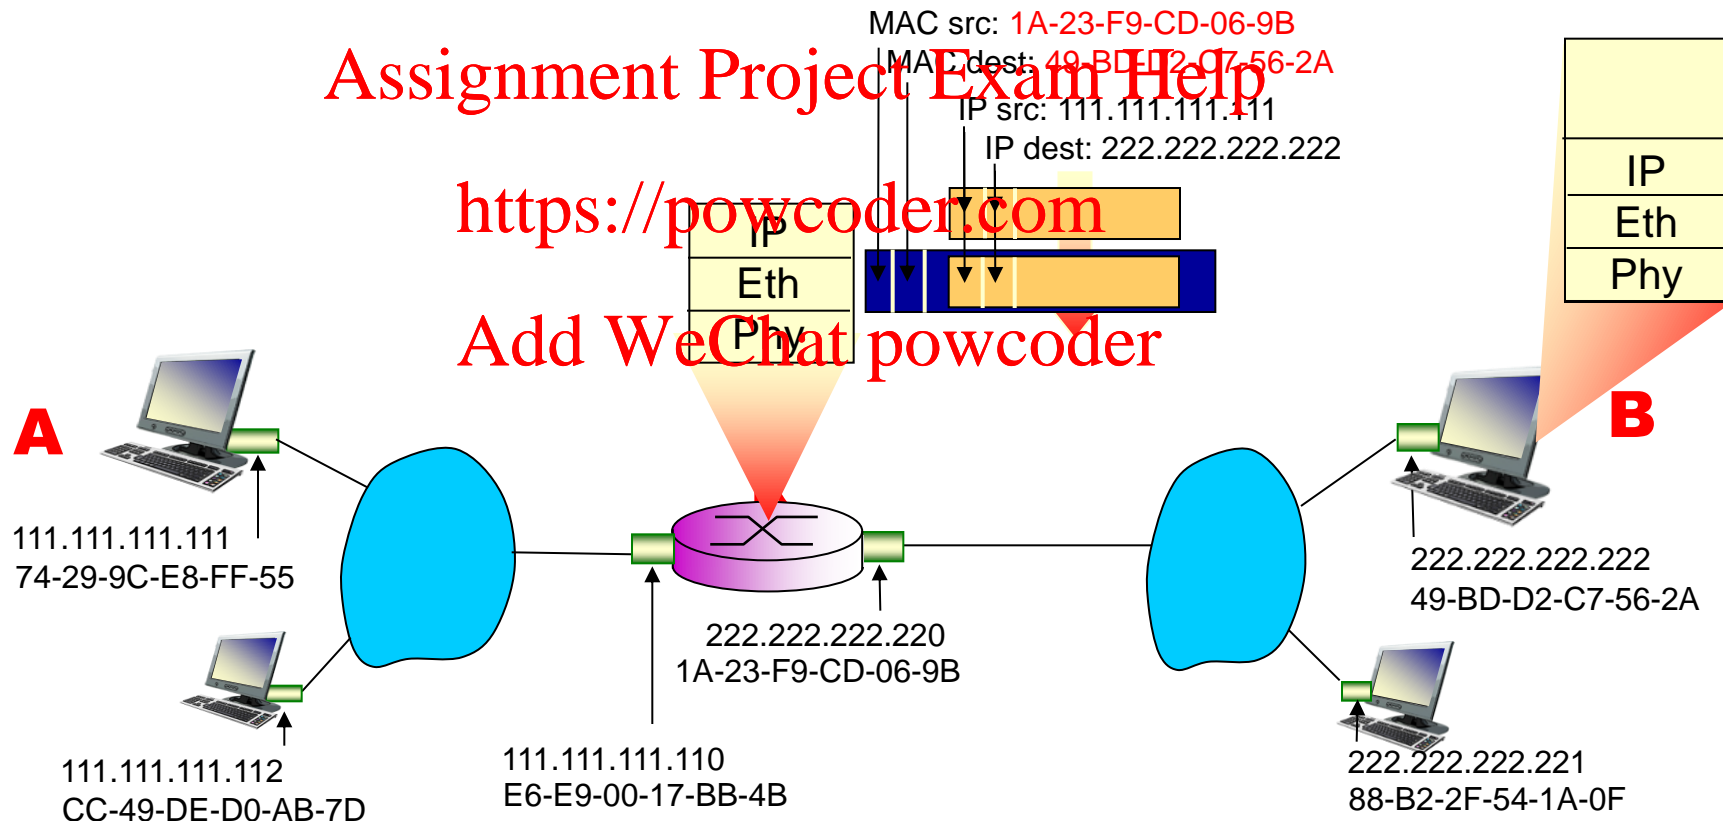 MAC src: 1A-23-F9-CD-06-9B
MAC dest: 49-BD-D2-C7-56-2A
IP src: 111.111.111.111
IP dest: 222.222.222.222
Assignment Project Exam Help
https://powcoder.com
Add WeChat powcoder
IP
Eth
Phy
IP
Eth
Phy
A
B
111.111.111.111
74-29-9C-E8-FF-55
222.222.222.222
49-BD-D2-C7-56-2A
222.222.222.220
1A-23-F9-CD-06-9B
111.111.111.112
CC-49-DE-D0-AB-7D
111.111.111.110
E6-E9-00-17-BB-4B
222.222.222.221
88-B2-2F-54-1A-0F